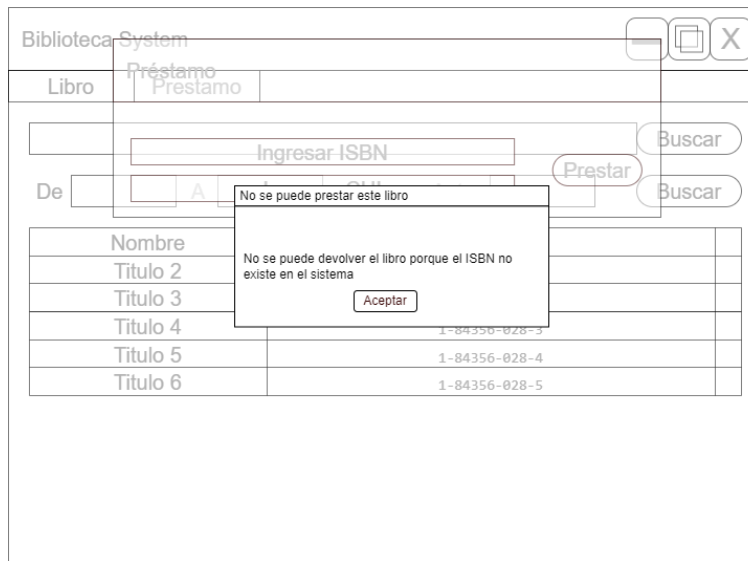 Biblioteca System
X
Préstamo
Libro
Prestamo
Ingresar ISBN
Buscar
Prestar
De
A
Buscar
No se puede prestar este libro
No se puede devolver el libro porque el ISBN no
existe en el sistema
Aceptar
Nombre
Titulo 2
Titulo 3
Titulo 4
1-84356-028-3
Titulo 5
1-84356-028-4
Titulo 6
1-84356-028-5